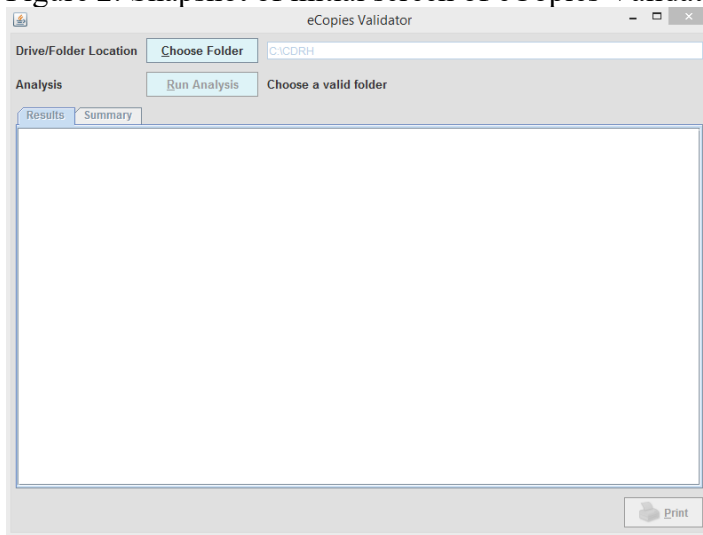 eCopies Validator
Drive/Folder Location Choose Folder C:\CDRH
Analysis Run Analysis Choose a valid folder
Results Summary
Print